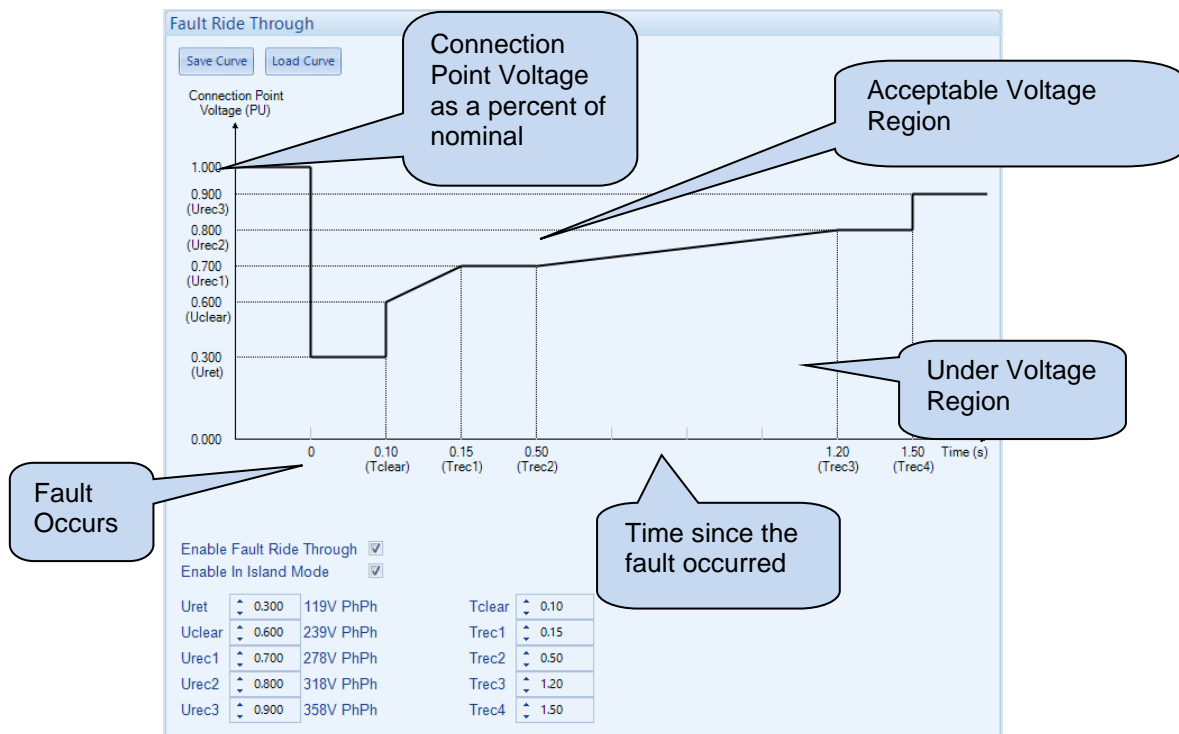 Fault Ride Through
Save Curve
Load Curve
Connection
Point Voltage
as a percent of
nominal
Acceptable Voltage
Region
Connection Point
Voltage (PU)
1.000
0.900
(Urec3)
0.800
(Urec2)
0.700
(Urec1)
0.600
(Uclear)
0.300
(Uret)
0.000
Under Voltage
Region
0 0.10 0.15 0.50 1.20 1.50 Time (s)
(Tclear) (Trec1) (Trec2) (Trec3) (Trec4)
Fault
Occurs
Time since the
fault occurred
Enable Fault Ride Through
Enable In Island Mode
Uret 0.300 119V PhPh Tclear 0.10
Uclear 0.600 239V PhPh Trec1 0.15
Urec1 0.700 278V PhPh Trec2 0.50
Urec2 0.800 318V PhPh Trec3 1.20
Urec3 0.900 358V PhPh Trec4 1.50